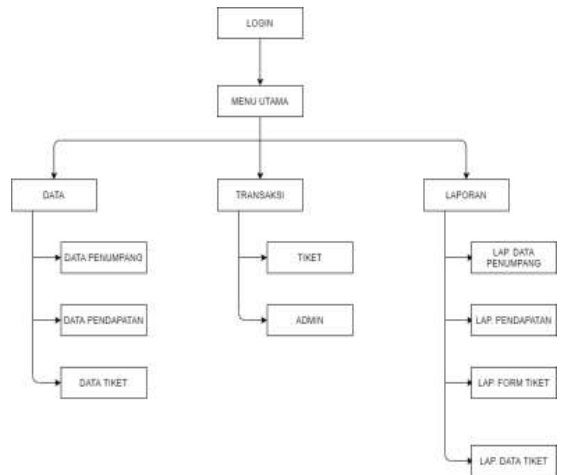 LOGIN
MENU UTAMA
DATA
TRANSAKSI
LAPORAN
DATA PENUMPANG
TIKET
LAP. DATA
PENUMPANG
DATA PENDAPATAN
ADMIN
LAP. PENDAPATAN
DATA TIKET
LAP. FORM TIKET
LAP. DATA TIKET